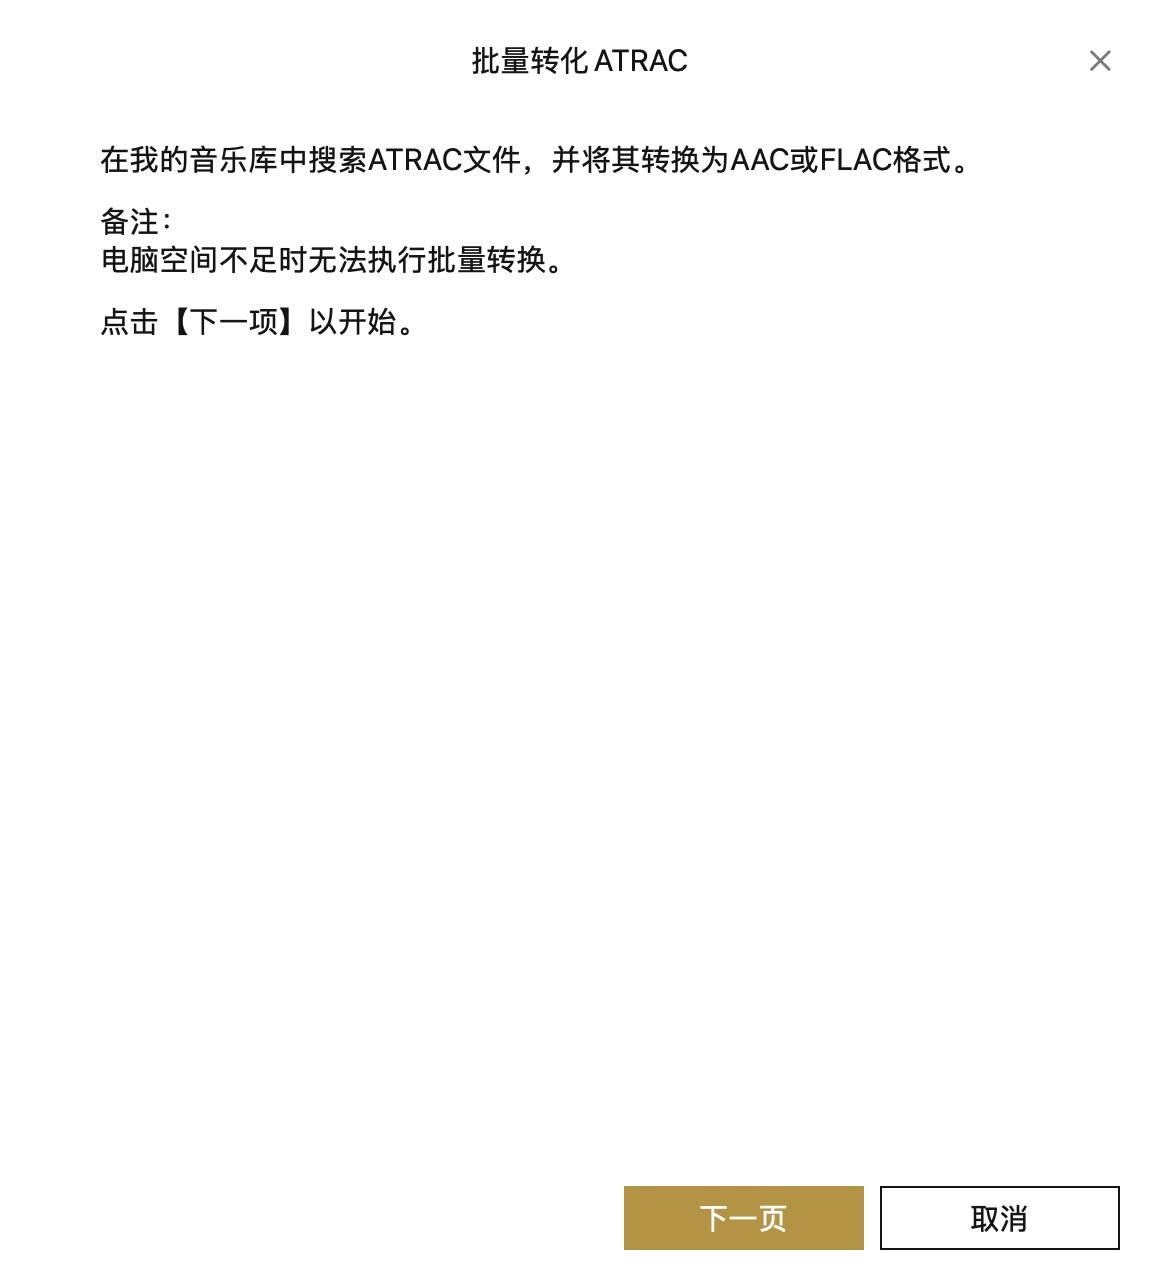 批量转化 ATRAC
在我的音乐库中搜索ATRAC文件，并将其转换为AAC或FLAC格式。
备注：
电脑空间不足时无法执行批量转换。
点击【下一项】以开始。
下一页
取消